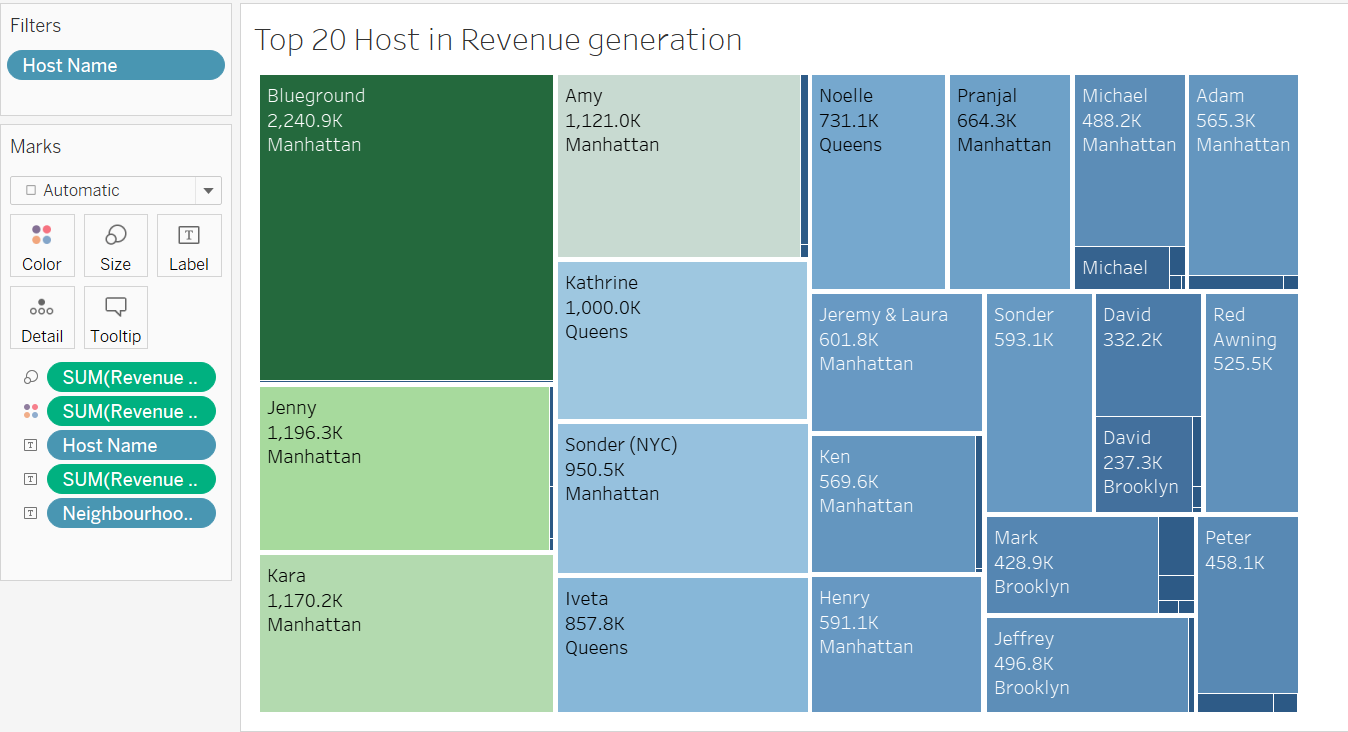 Filters
Host Name
Marks
Automatic
Color
Size
Label
Detail
Tooltip
SUM(Revenue ..
SUM(Revenue ..
Host Name
SUM(Revenue ..
Neighbourhoo..
Top 20 Host in Revenue generation
Blueground
2,240.9K
Manhattan
Jenny
1,196.3K
Manhattan
Kara
1,170.2K
Manhattan
Amy
1,121.0K
Manhattan
Kathrine
1,000.0K
Queens
Sonder (NYC)
950.5K
Manhattan
Iveta
857.8K
Queens
Noelle
731.1K
Queens
Pranjal
664.3K
Manhattan
Michael
488.2K
Manhattan
Michael
Adam
565.3K
Manhattan
Jeremy & Laura
601.8K
Manhattan
Ken
569.6K
Manhattan
Henry
591.1K
Manhattan
Sonder
593.1K
David
332.2K
David
237.3K
Brooklyn
Red
Awning
525.5K
Mark
428.9K
Brooklyn
Jeffrey
496.8K
Brooklyn
Peter
458.1K